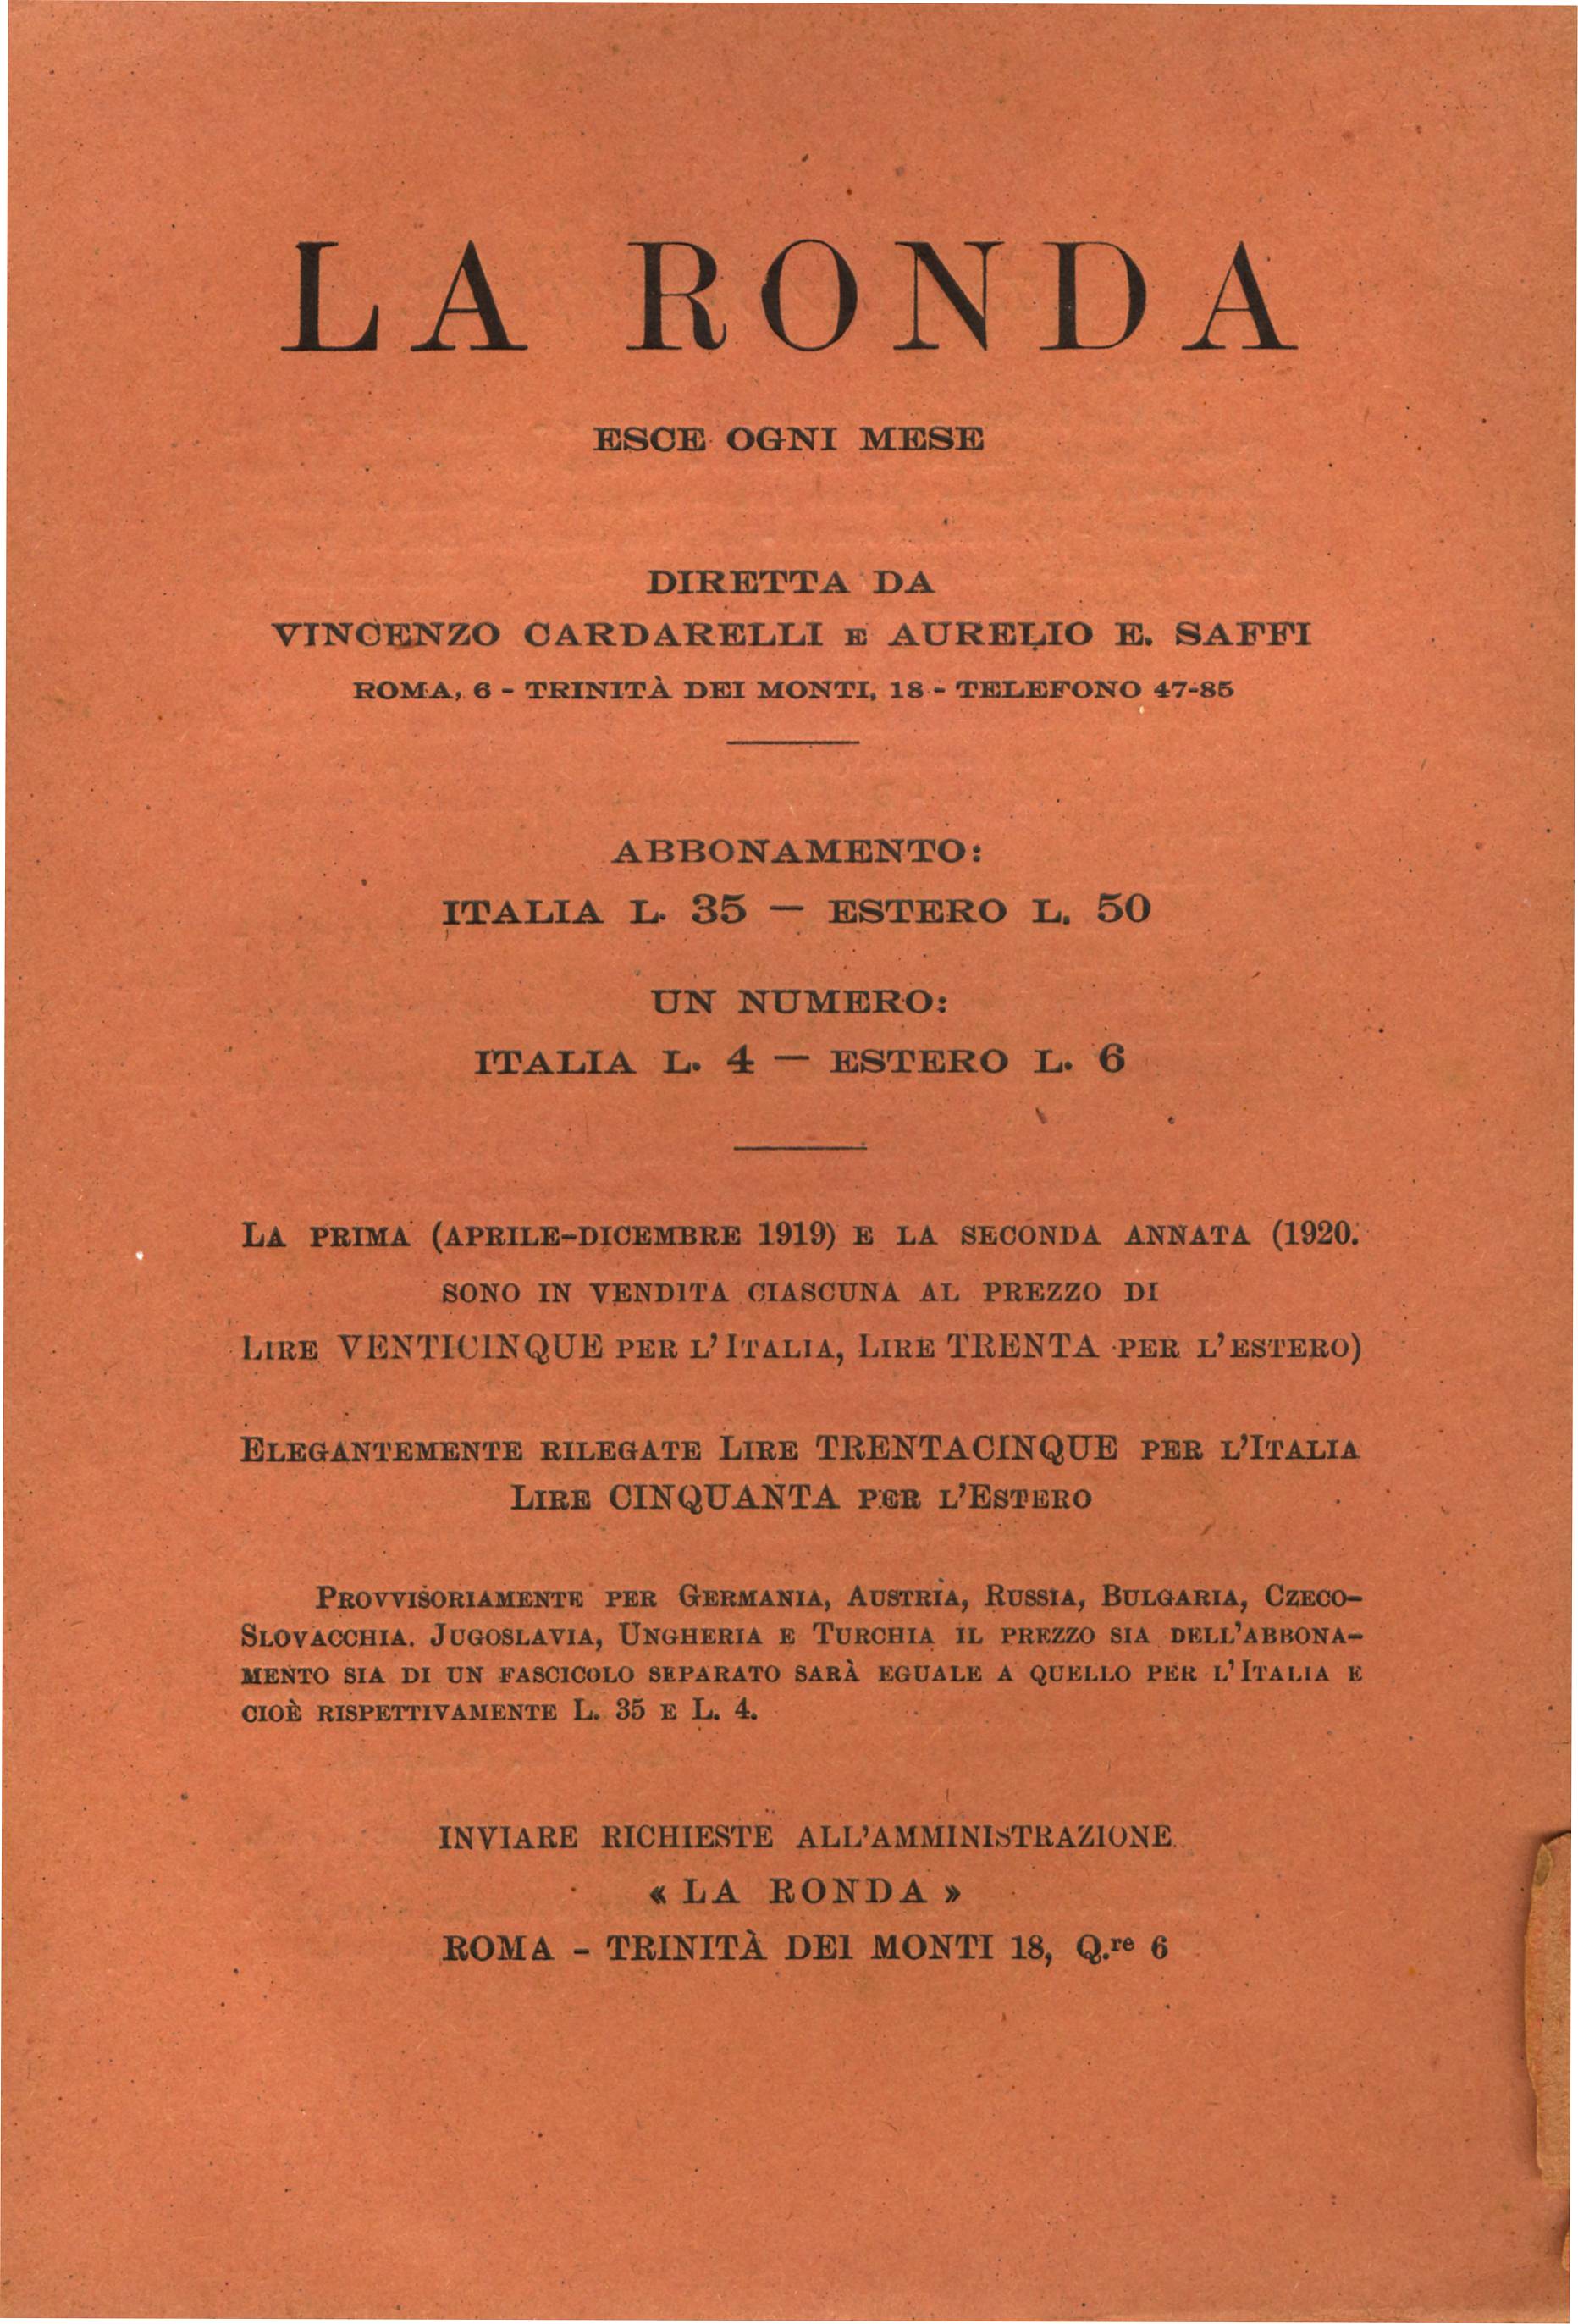 LA RONDA
ESCE OGNI MESE
DIRETTA DA
VINCENZO CARDARELLI E AURELIO E. SAFFI
ROMA, 6 - TRINITÀ DEI MONTI, 18 - TELEFONO 47-85
ABBONAMENTO:
ITALIA L. 35 — ESTERO L. 50
UN NUMERO:
ITALIA L. 4 — ESTERO L. 6
LA PRIMA (APRILE-DICEMBRE 1919) E LA SECONDA ANNATA (1920.
SONO IN VENDITA CIASCUNA AL PREZZO DI
LIRE VENTICINQUE PER L'ITALIA, LIRE TRENTA PER L'ESTERO)
ELEGANTEMENTE RILEGATE LIRE TRENTACINQUE PER L'ITALIA
LIRE CINQUANTA PER L'ESTERO
PROVVISORIAMENTE PER GERMANIA, AUSTRIA, RUSSIA, BULGARIA, CZECO-
SLOVACCHIA. JUGOSLAVIA, UNGHERIA E TURCHIA IL PREZZO SIA DELL'ABBONA-
MENTO SIA DI UN FASCICOLO SEPARATO SARÀ EGUALE A QUELLO PER L'ITALIA E
CIOÈ RISPETTIVAMENTE L. 35 E L. 4.
INVIARE RICHIESTE ALL'AMMINISTRAZIONE
« LA RONDA »
ROMA - TRINITÀ DEI MONTI 18, Q.re 6